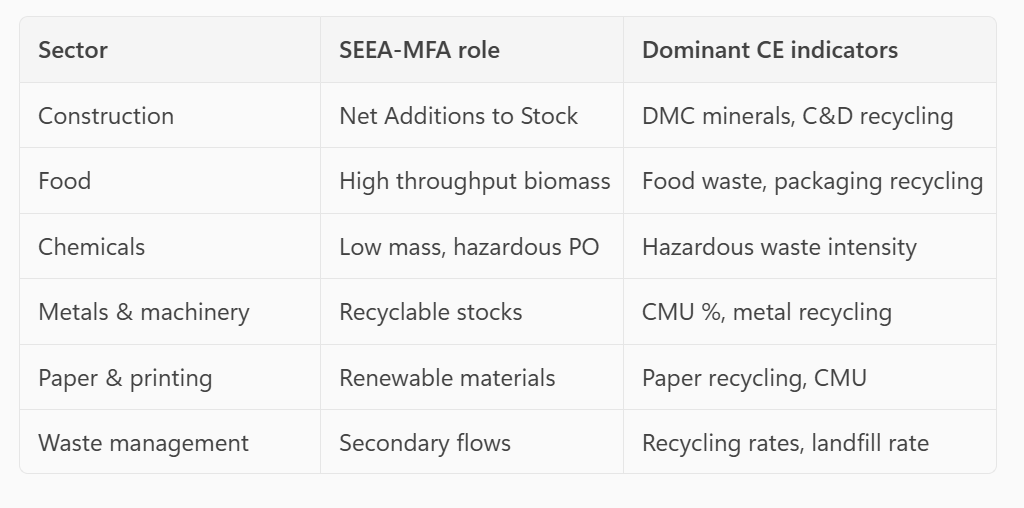 Sector SEEA-MFA role Dominant CE indicators
Construction Net Additions to Stock DMC minerals, C&D recycling
Food High throughput biomass Food waste, packaging recycling
Chemicals Low mass, hazardous PO Hazardous waste intensity
Metals & machinery Recyclable stocks CMU %, metal recycling
Paper & printing Renewable materials Paper recycling, CMU
Waste management Secondary flows Recycling rates, landfill rate